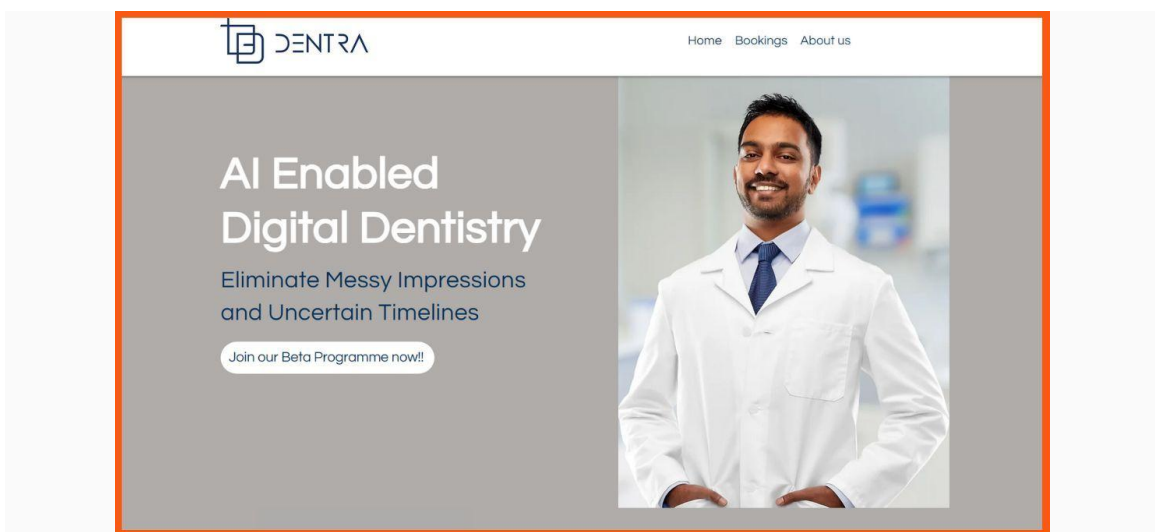 DENTRA
Home Bookings About us
AI Enabled
Digital Dentistry
Eliminate Messy Impressions
and Uncertain Timelines
Join our Beta Programme now!!